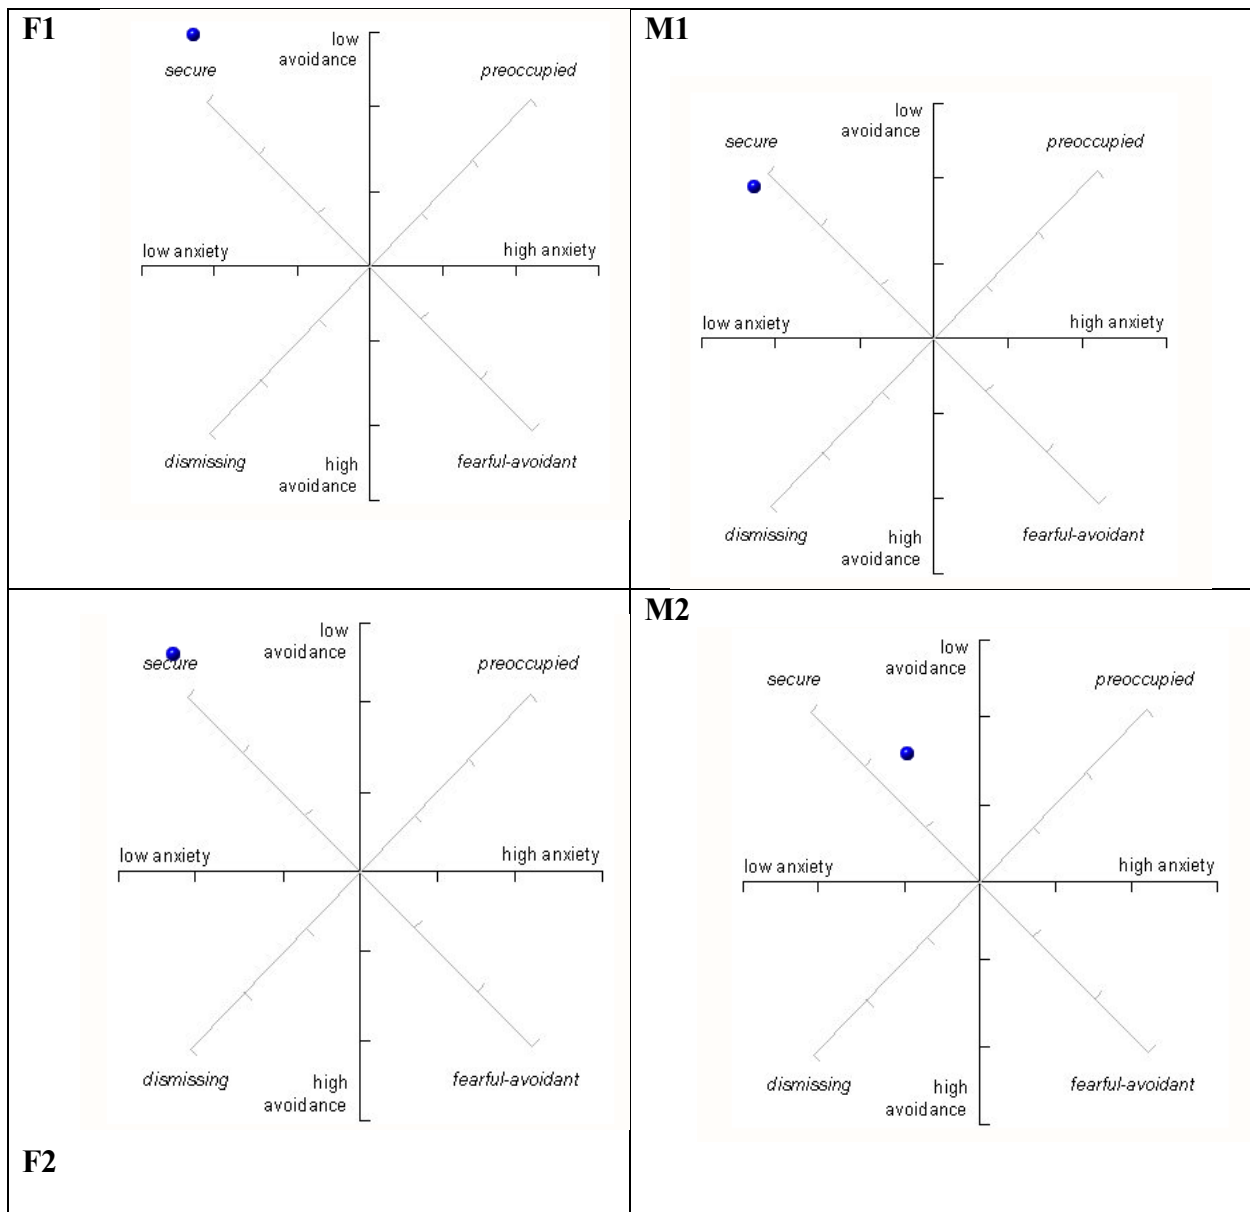 F1
low
avoidance
secure
preoccupied
low anxiety
high anxiety
dismissing
high
avoidance
fearful-avoidant
M1
low
avoidance
secure
preoccupied
low anxiety
high anxiety
dismissing
high
avoidance
fearful-avoidant
low
avoidance
secure
preoccupied
low anxiety
high anxiety
dismissing
high
avoidance
fearful-avoidant
F2
M2
low
avoidance
secure
preoccupied
low anxiety
high anxiety
dismissing
high
avoidance
fearful-avoidant